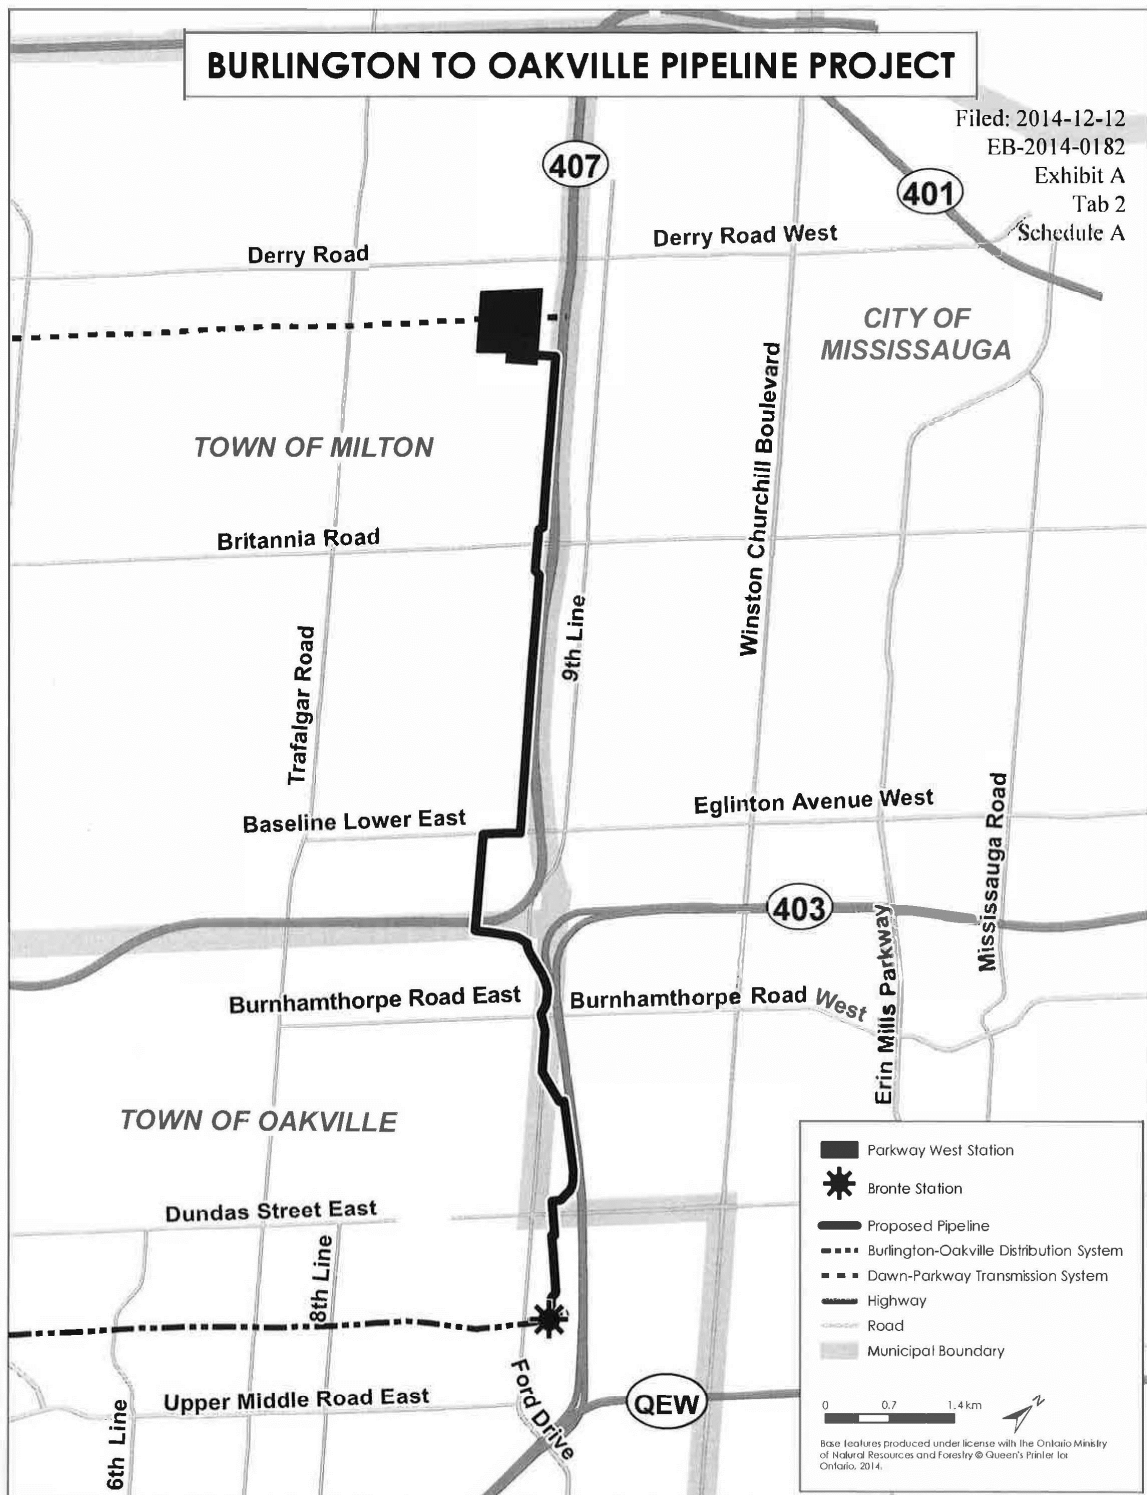 BURLINGTON TO OAKVILLE PIPELINE PROJECT
Filed: 2014-12-12
EB-2014-0182
Exhibit A
Tab 2
Schedule A
407
401
Derry Road
Derry Road West
CITY OF
MISSISSAUGA
TOWN OF MILTON
Winston Churchill Boulevard
Britannia Road
9th Line
Trafalgar Road
Baseline Lower East
Eglinton Avenue West
Mississauga Road
403
Erin Mills Parkway
Burnhamthorpe Road East
Burnhamthorpe Road West
TOWN OF OAKVILLE
Dundas Street East
8th Line
Upper Middle Road East
6th Line
Ford Drive
QEW
Parkway West Station
Bronte Station
Proposed Pipeline
Burlington-Oakville Distribution System
Dawn-Parkway Transmission System
Highway
Road
Municipal Boundary
0 0.7 1.4 km
N
Base features produced under license with the Ontario Ministry
of Natural Resources and Forestry © Queen's Printer for
Ontario, 2014.